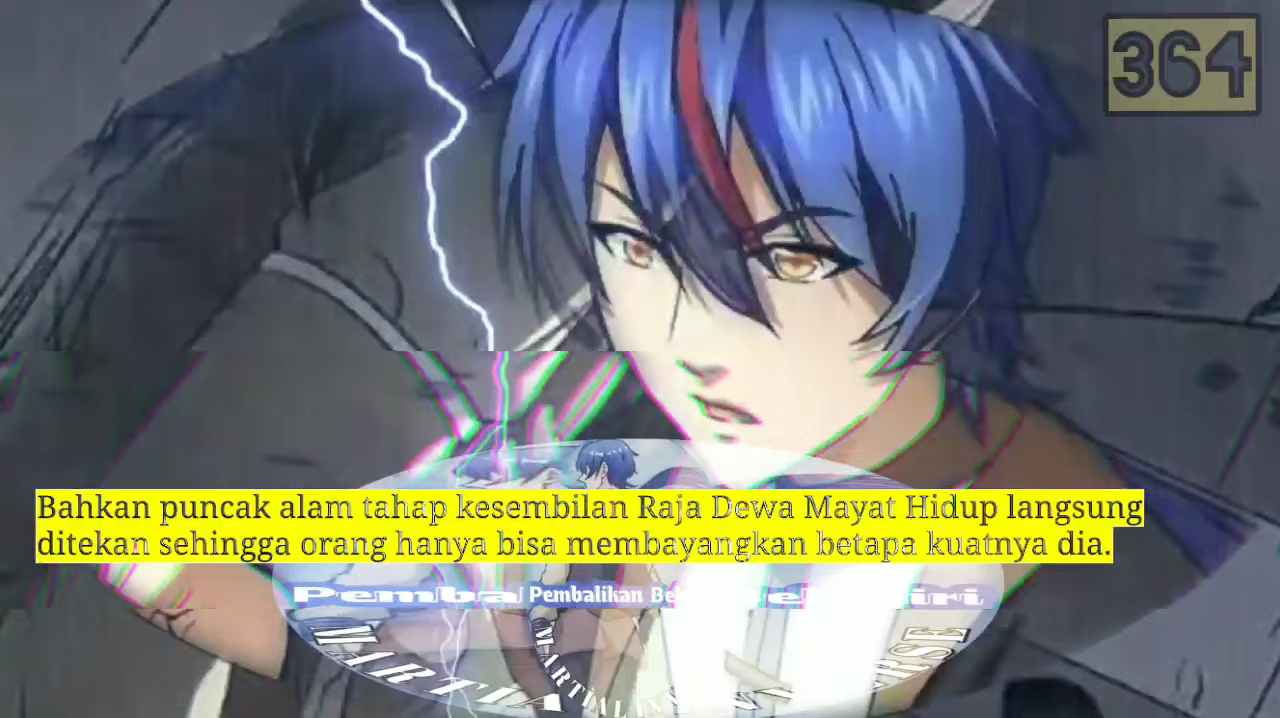 364
Bahkan puncak alam tahap kesembilan Raja Dewa Mayat Hidup langsung
ditekan sehingga orang hanya bisa membayangkan betapa kuatnya dia.
Pembalikan